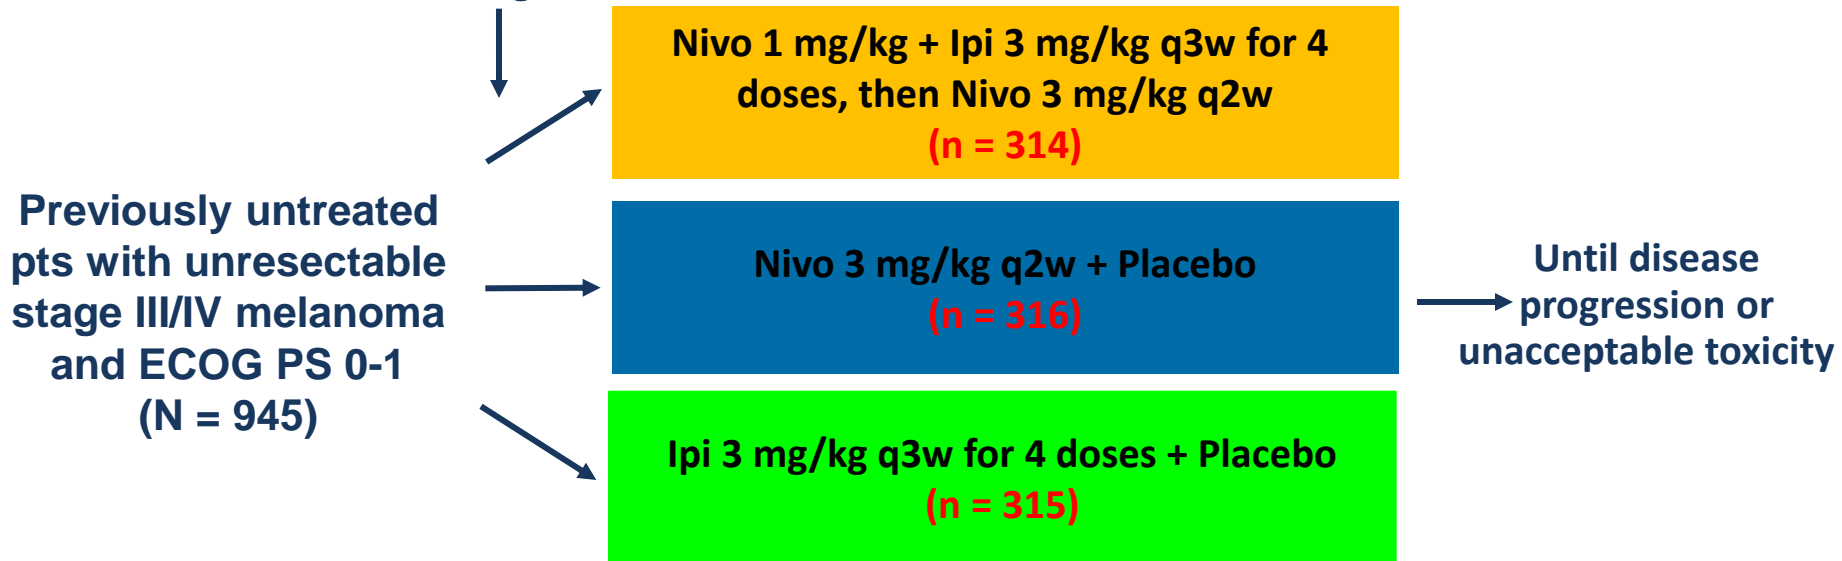 Previously untreated
pts with unresectable
stage III/IV melanoma
and ECOG PS 0-1
(N = 945)
Nivo 1 mg/kg + Ipi 3 mg/kg q3w for 4
doses, then Nivo 3 mg/kg q2w
(n = 314)
Nivo 3 mg/kg q2w + Placebo
(n = 316)
Ipi 3 mg/kg q3w for 4 doses + Placebo
(n = 315)
Until disease
progression or
unacceptable toxicity